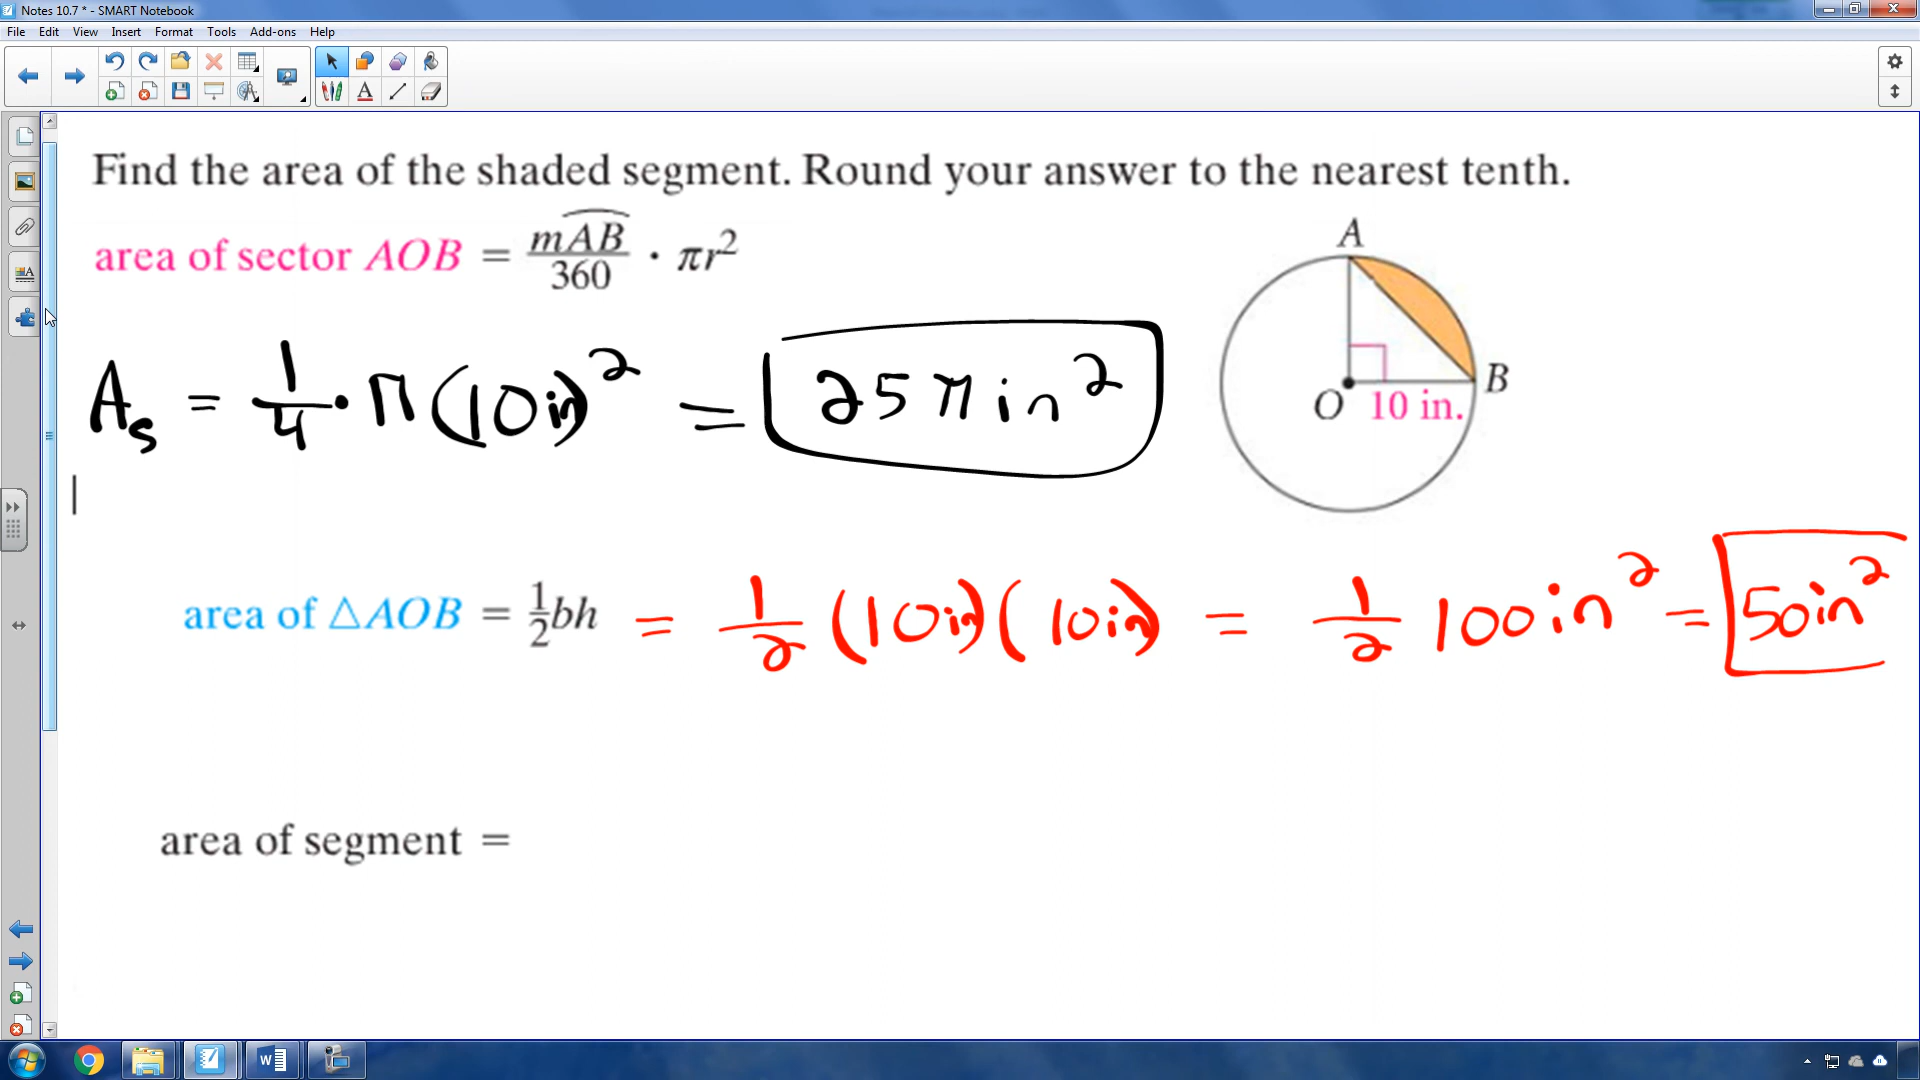 Notes 10.7 * - SMART Notebook
File Edit View Insert Format Tools Add-ons Help
Find the area of the shaded segment. Round your answer to the nearest tenth.
area of sector AOB = mAB/360 · πr²
A
B
O 10 in.
As = 1/4 · π(10in)² = 25π in²
area of △AOB = 1/2 bh = 1/2 (10in)(10in) = 1/2 100in² = 50in²
area of segment =